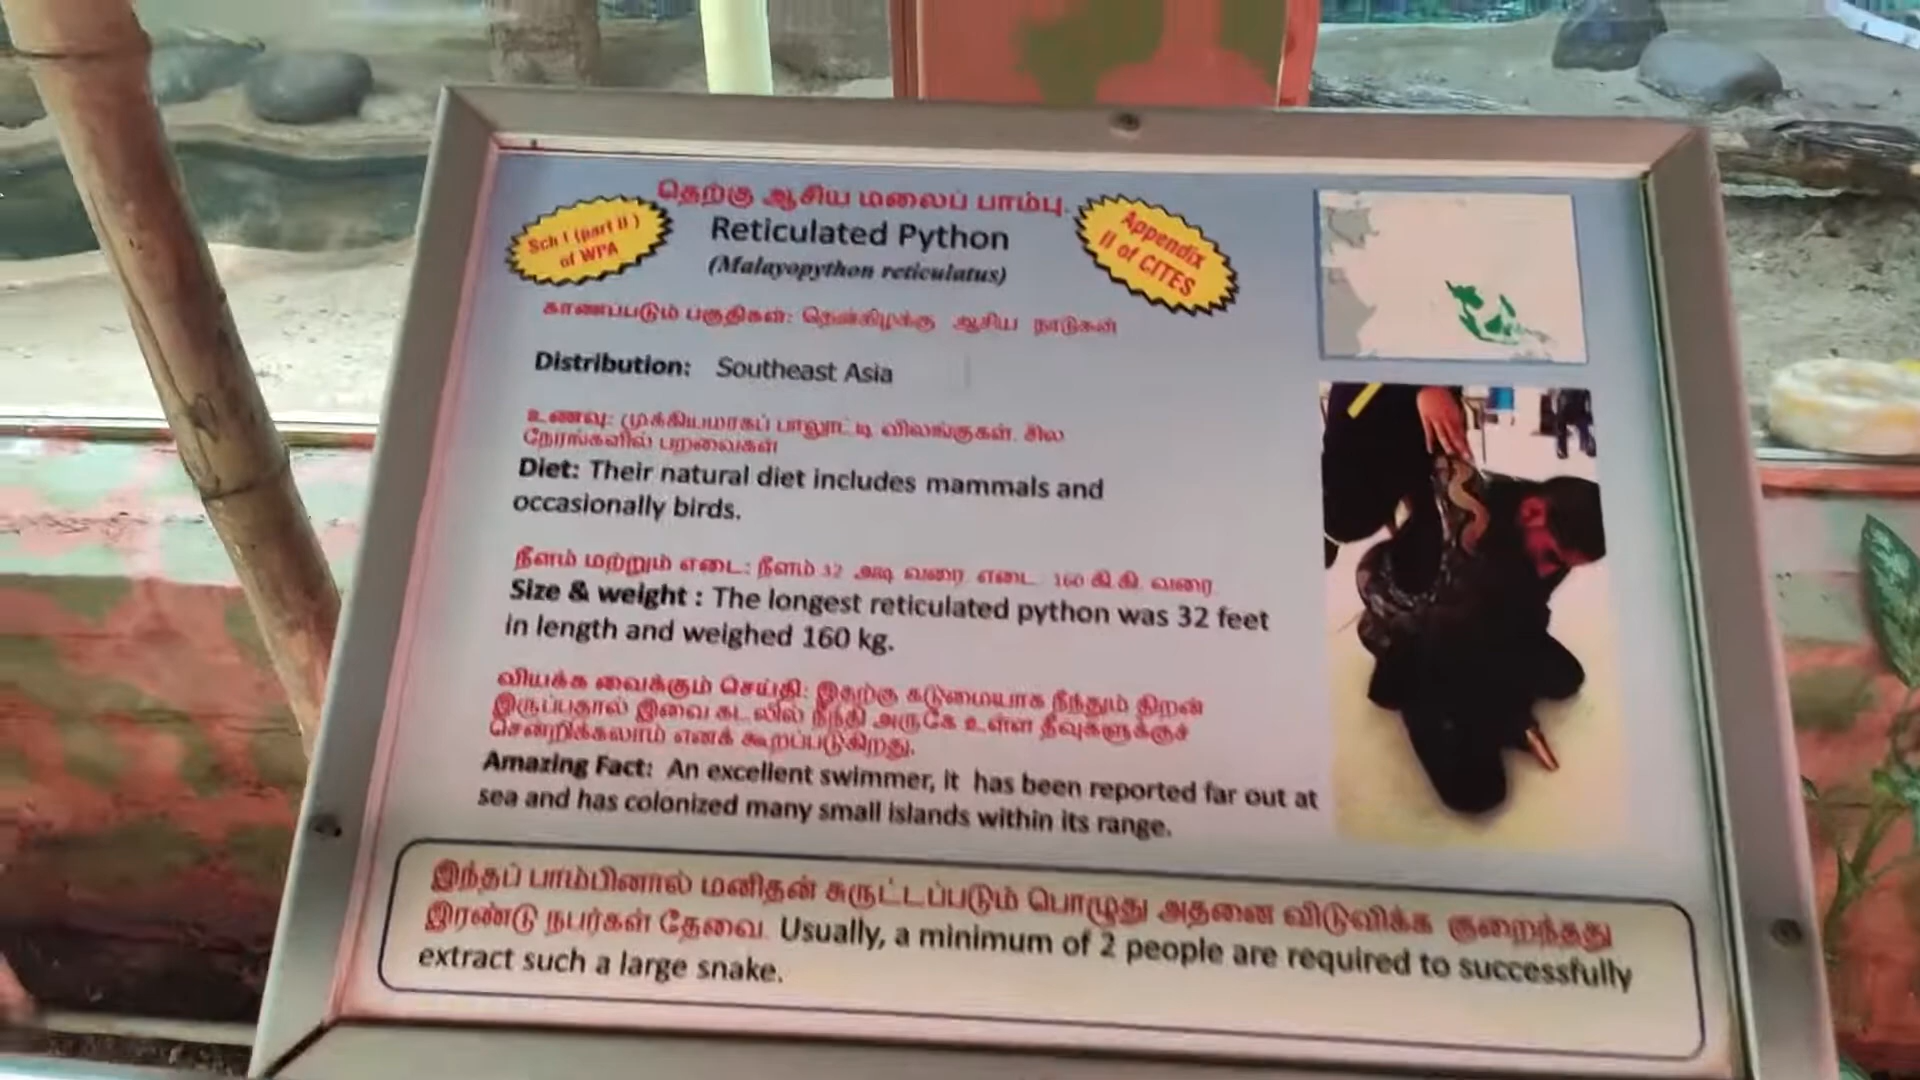 தெற்கு ஆசிய மலைப் பாம்பு.
Sch I (part II)
of WPA
Reticulated Python
(Malayopython reticulatus)
Appendix
II of CITES
காணப்படும் பகுதிகள்: தென்கிழக்கு ஆசிய நாடுகள்
Distribution: Southeast Asia
உணவு: முக்கியமாகப் பாலூட்டி விலங்குகள். சில
நேரங்களில் பறவைகள்
Diet: Their natural diet includes mammals and
occasionally birds.
நீளம் மற்றும் எடை: நீளம் 32 அடி வரை. எடை 160 கி.கி. வரை.
Size & weight : The longest reticulated python was 32 feet
in length and weighed 160 kg.
வியக்க வைக்கும் செய்தி: இதற்கு கடுமையாக நீந்தும் திறன்
இருப்பதால் இவை கடலில் நீந்தி அருகே உள்ள தீவுகளுக்குச்
சென்றிக்கலாம் எனக் கூறப்படுகிறது.
Amazing Fact: An excellent swimmer, it has been reported far out at
sea and has colonized many small islands within its range.
இந்தப் பாம்பினால் மனிதன் சுருட்டப்படும் பொழுது அதனை விடுவிக்க குறைந்தது
இரண்டு நபர்கள் தேவை. Usually, a minimum of 2 people are required to successfully
extract such a large snake.